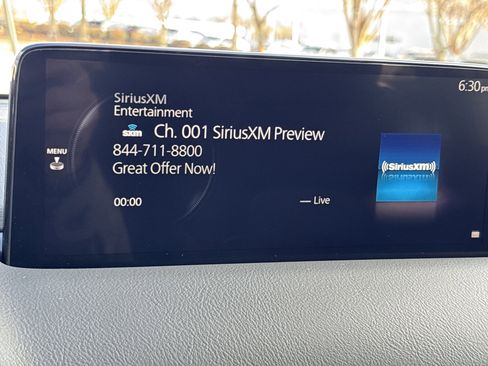 6:30 pm
SiriusXM
Entertainment
sxm Ch. 001 SiriusXM Preview
MENU
844-711-8800
Great Offer Now!
00:00
— Live
((SiriusXM))